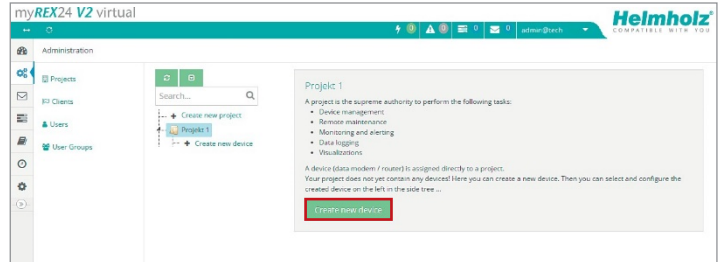 myREX24 V2 virtual
Helmholz®
COMPATIBLE WITH YOU
0 0 0 0 admin@tech
Administration
Projects
Clients
Users
User Groups
Search...
Create new project
Projekt 1
Create new device
Projekt 1
A project is the supreme authority to perform the following tasks:
• Device management
• Remote maintenance
• Monitoring and alerting
• Data logging
• Visualizations
A device (data modem / router) is assigned directly to a project.
Your project does not yet contain any devices! Here you can create a new device. Then you can select and configure the
created device on the left in the side tree ...
Create new device